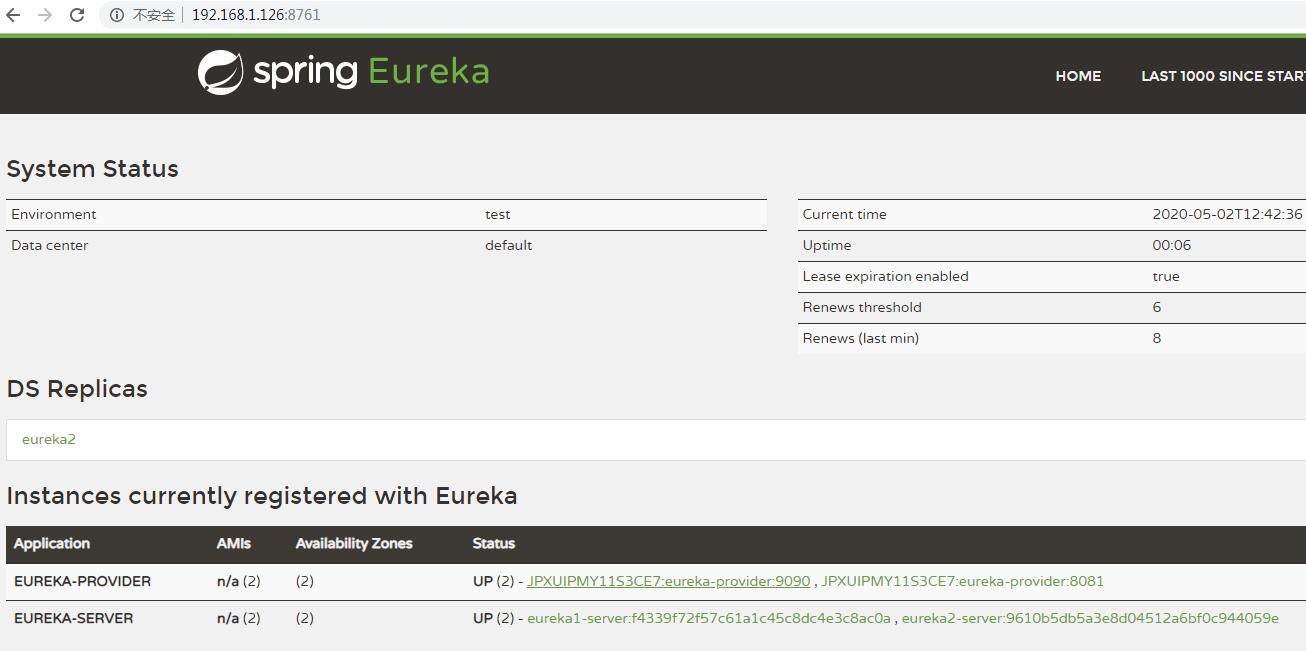 不安全 192.168.1.126:8761
spring Eureka
HOME LAST 1000 SINCE START
System Status
Environment test
Data center default
Current time 2020-05-02T12:42:36
Uptime 00:06
Lease expiration enabled true
Renews threshold 6
Renews (last min) 8
DS Replicas
eureka2
Instances currently registered with Eureka
Application AMIs Availability Zones Status
EUREKA-PROVIDER n/a (2) (2) UP (2) - JPXUIPMY11S3CE7:eureka-provider:9090 , JPXUIPMY11S3CE7:eureka-provider:8081
EUREKA-SERVER n/a (2) (2) UP (2) - eureka1-server:f4339f72f57c61a1c45c8dc4e3c8ac0a , eureka2-server:9610b5db5a3e8d04512a6bf0c944059e